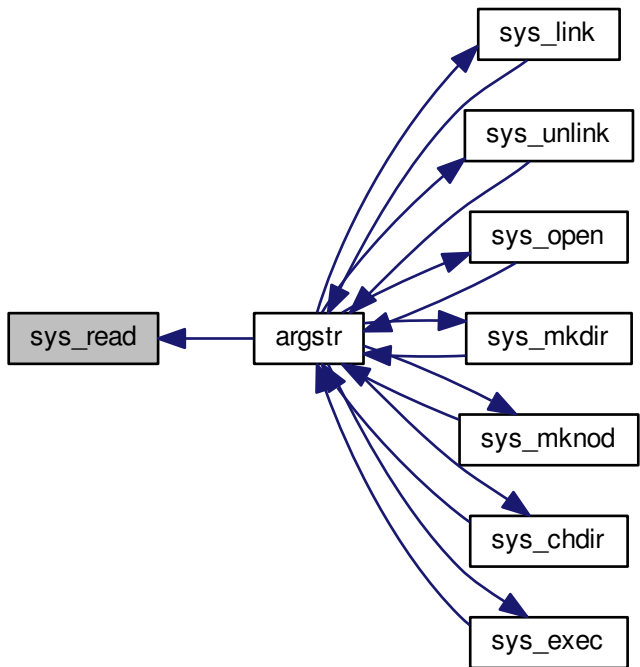 sys_link
sys_unlink
sys_open
sys_read
argstr
sys_mkdir
sys_mknod
sys_chdir
sys_exec